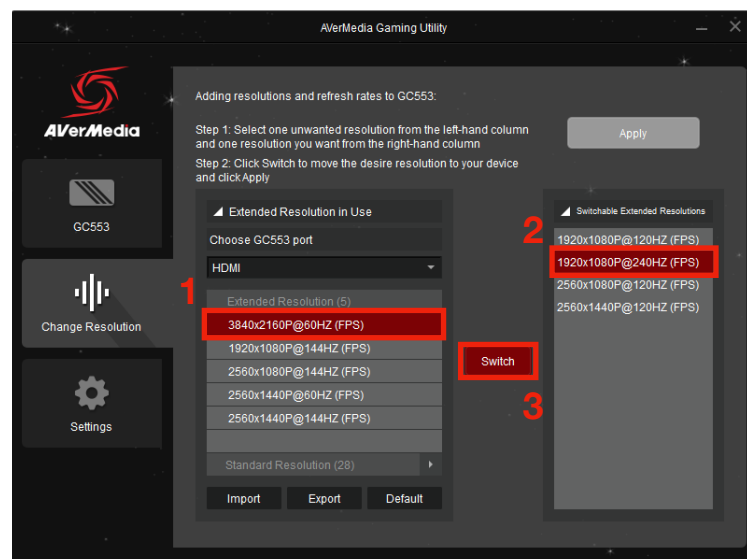 AVerMedia Gaming Utility
AVerMedia
GC553
Change Resolution
Settings
Adding resolutions and refresh rates to GC553:
Step 1: Select one unwanted resolution from the left-hand column
and one resolution you want from the right-hand column
Step 2: Click Switch to move the desire resolution to your device
and click Apply
Apply
Extended Resolution in Use
Choose GC553 port
HDMI
1
Extended Resolution (5)
3840x2160P@60HZ (FPS)
1920x1080P@144HZ (FPS)
2560x1080P@144HZ (FPS)
2560x1440P@60HZ (FPS)
2560x1440P@144HZ (FPS)
Standard Resolution (28)
Import Export Default
Switch
3
2
Switchable Extended Resolutions
1920x1080P@120HZ (FPS)
1920x1080P@240HZ (FPS)
2560x1080P@120HZ (FPS)
2560x1440P@120HZ (FPS)